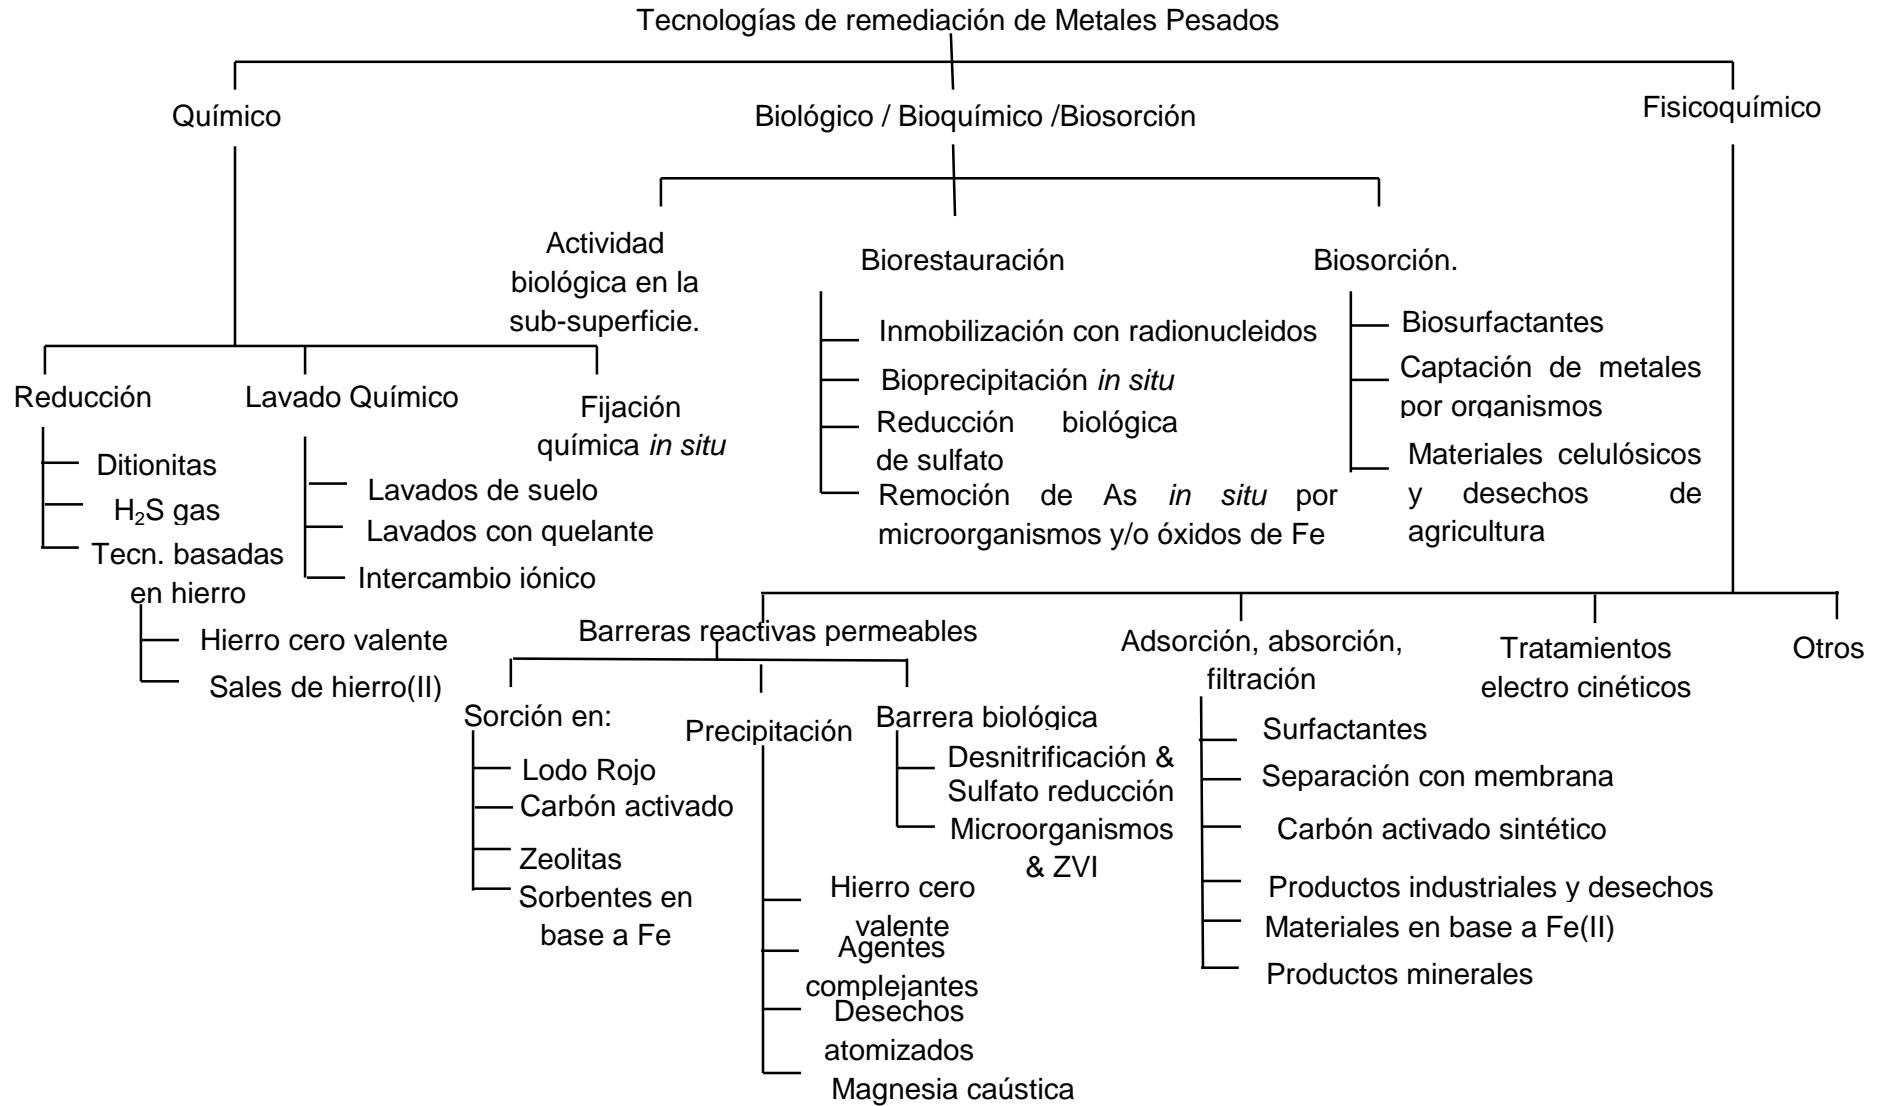 Tecnologías de remediación de Metales Pesados
Químico
Biológico / Bioquímico /Biosorción
Fisicoquímico
Actividad
biológica en la
sub-superficie.
Biorestauración
Biosorción.
Inmobilización con radionucleidos
Bioprecipitación in situ
Reducción biológica
de sulfato
Remoción de As in situ por
microorganismos y/o óxidos de Fe
Biosurfactantes
Captación de metales
por organismos
Materiales celulósicos
y desechos de
agricultura
Reducción
Lavado Químico
Fijación
química in situ
Ditionitas
H₂S gas
Tecn. basadas
en hierro
Hierro cero valente
Sales de hierro(II)
Lavados de suelo
Lavados con quelante
Intercambio iónico
Barreras reactivas permeables
Adsorción, absorción,
filtración
Tratamientos
electro cinéticos
Otros
Sorción en:
Lodo Rojo
Carbón activado
Zeolitas
Sorbentes en
base a Fe
Precipitación
Hierro cero
valente
Agentes
complejantes
Desechos
atomizados
Magnesia caústica
Barrera biológica
Desnitrificación &
Sulfato reducción
Microorganismos
& ZVI
Surfactantes
Separación con membrana
Carbón activado sintético
Productos industriales y desechos
Materiales en base a Fe(II)
Productos minerales